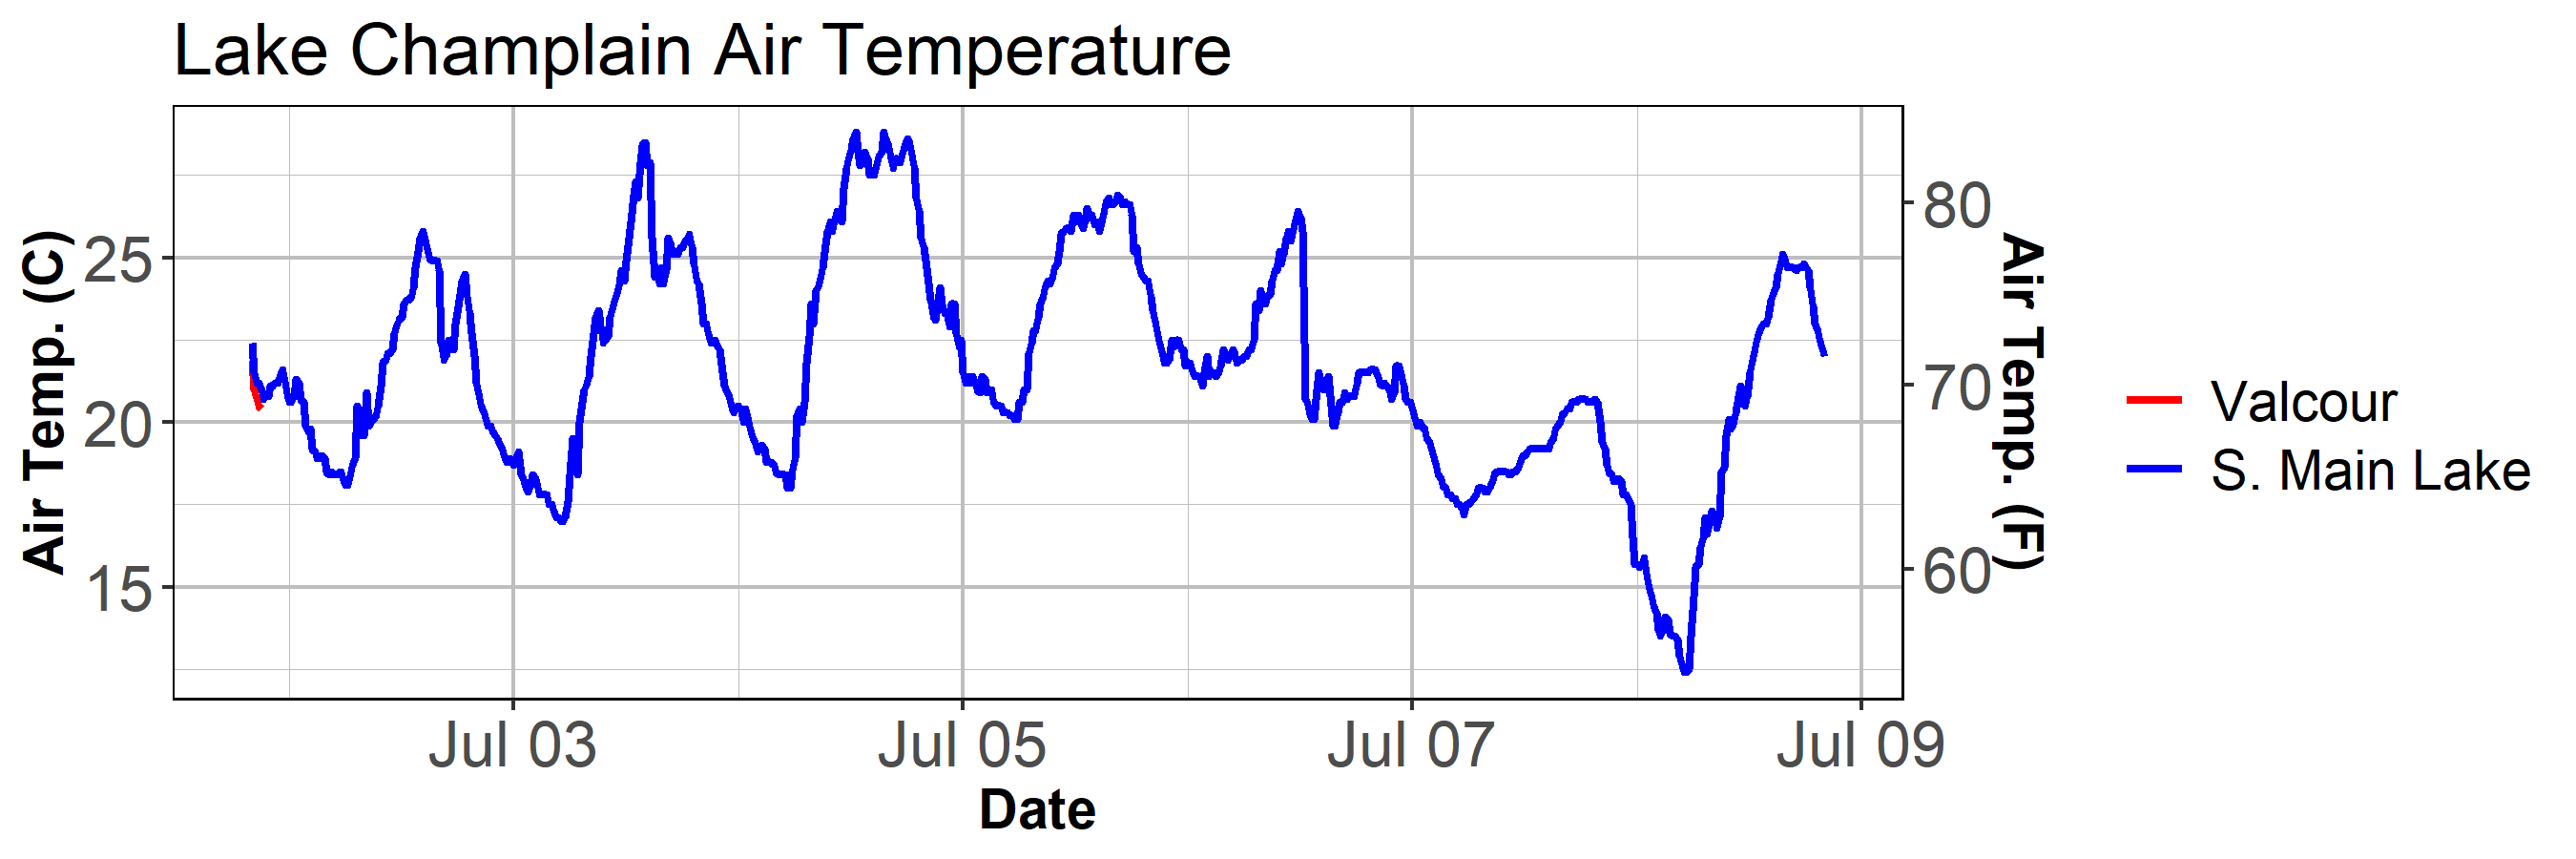 Lake Champlain Air Temperature
Air Temp. (C)
25
20
15
80
70
60
Air Temp. (F)
Valcour
S. Main Lake
Jul 03
Jul 05
Jul 07
Jul 09
Date